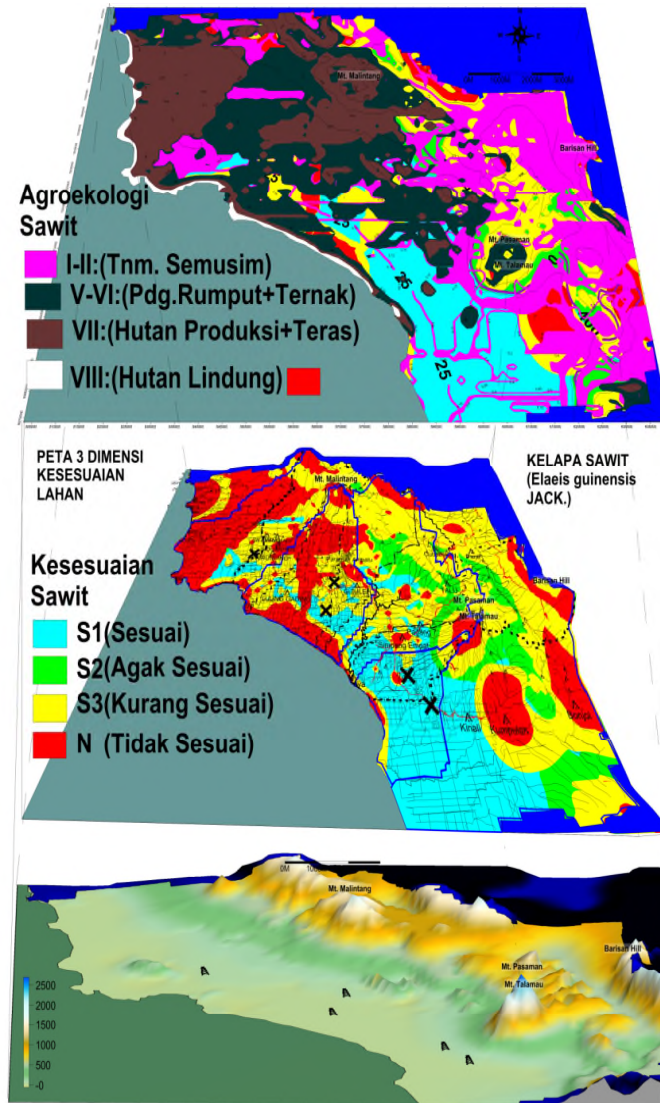 Mt. Malintang
Barisan Hill
Agroekologi
Sawit
I-II:(Tnm. Semusim)
V-VI:(Pdg.Rumput+Ternak)
VII:(Hutan Produksi+Teras)
VIII:(Hutan Lindung)
Mt. Pasaman
Mt. Talamau
25
25
PETA 3 DIMENSI
KESESUAIAN
LAHAN
KELAPA SAWIT
(Elaeis guinensis
JACK.)
Mt. Malintang
Barisan Hill
Kesesuaian
Sawit
S1(Sesuai)
S2(Agak Sesuai)
S3(Kurang Sesuai)
N (Tidak Sesuai)
Mt. Pasaman
Mt. Talamau
Kinali
0M
Mt. Malintang
Barisan Hill
Mt. Pasaman
Mt. Talamau
2500
2000
1500
1000
500
-0